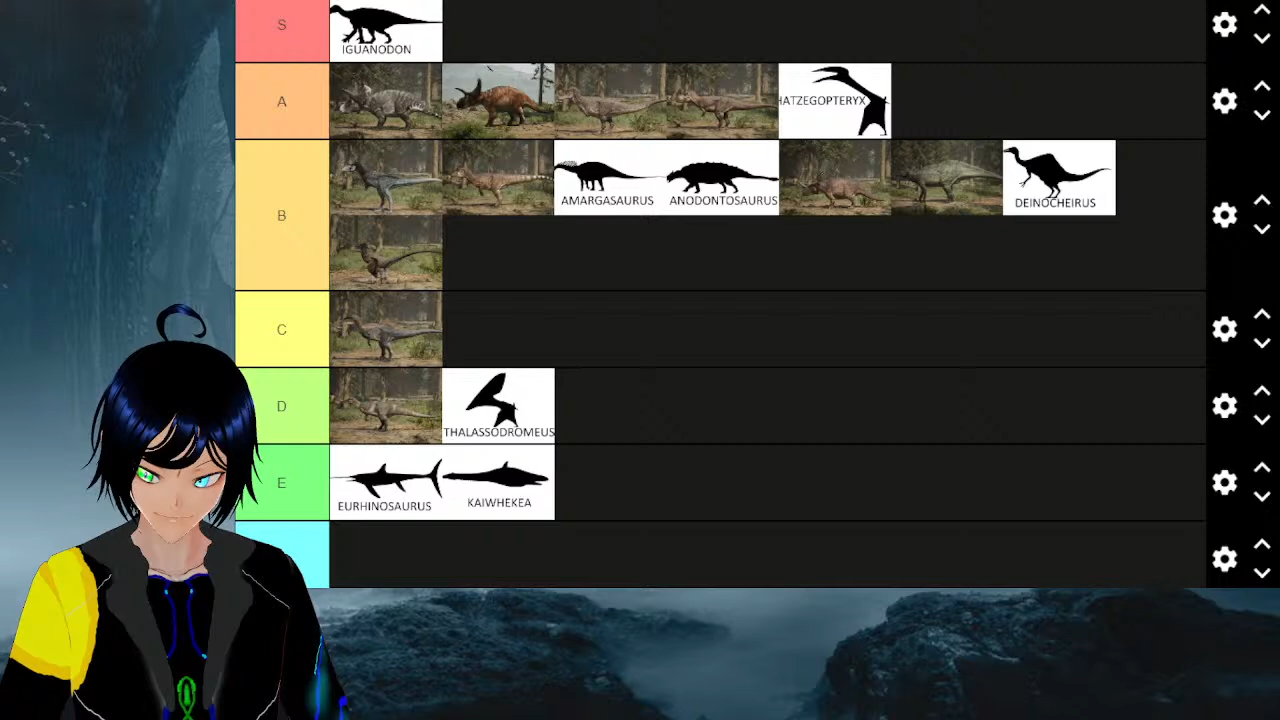 S
IGUANODON
A
HATZEGOPTERYX
B
AMARGASAURUS
ANODONTOSAURUS
DEINOCHEIRUS
C
D
THALASSODROMEUS
E
EURHINOSAURUS
KAIWHEKEA